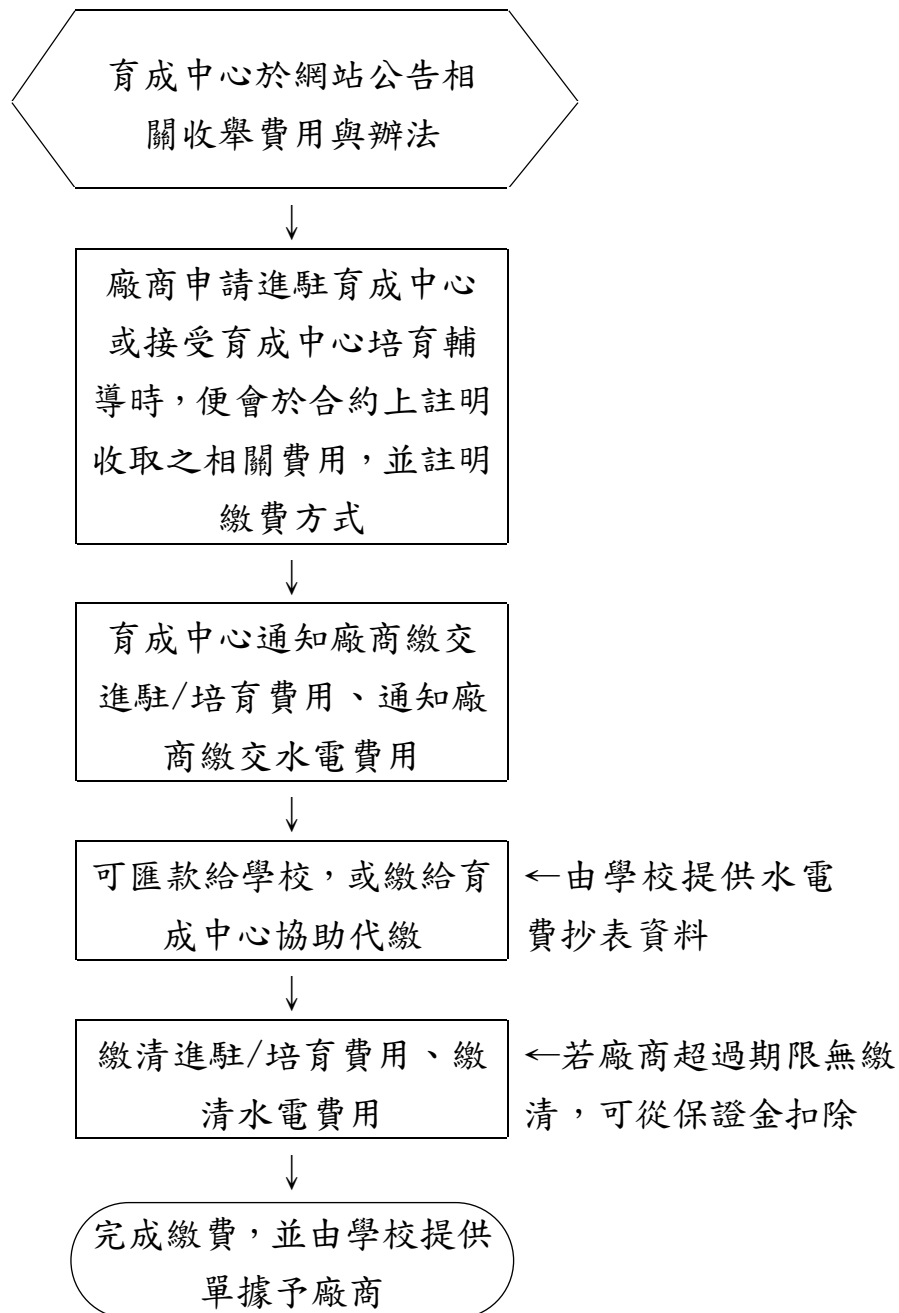 育成中心於網站公告相
關收舉費用與辦法
↓
廠商申請進駐育成中心
或接受育成中心培育輔
導時，便會於合約上註明
收取之相關費用，並註明
繳費方式
↓
育成中心通知廠商繳交
進駐/培育費用、通知廠
商繳交水電費用
↓
可匯款給學校，或繳給育
成中心協助代繳
←由學校提供水電
費抄表資料
↓
繳清進駐/培育費用、繳
清水電費用
←若廠商超過期限無繳
清，可從保證金扣除
↓
完成繳費，並由學校提供
單據予廠商